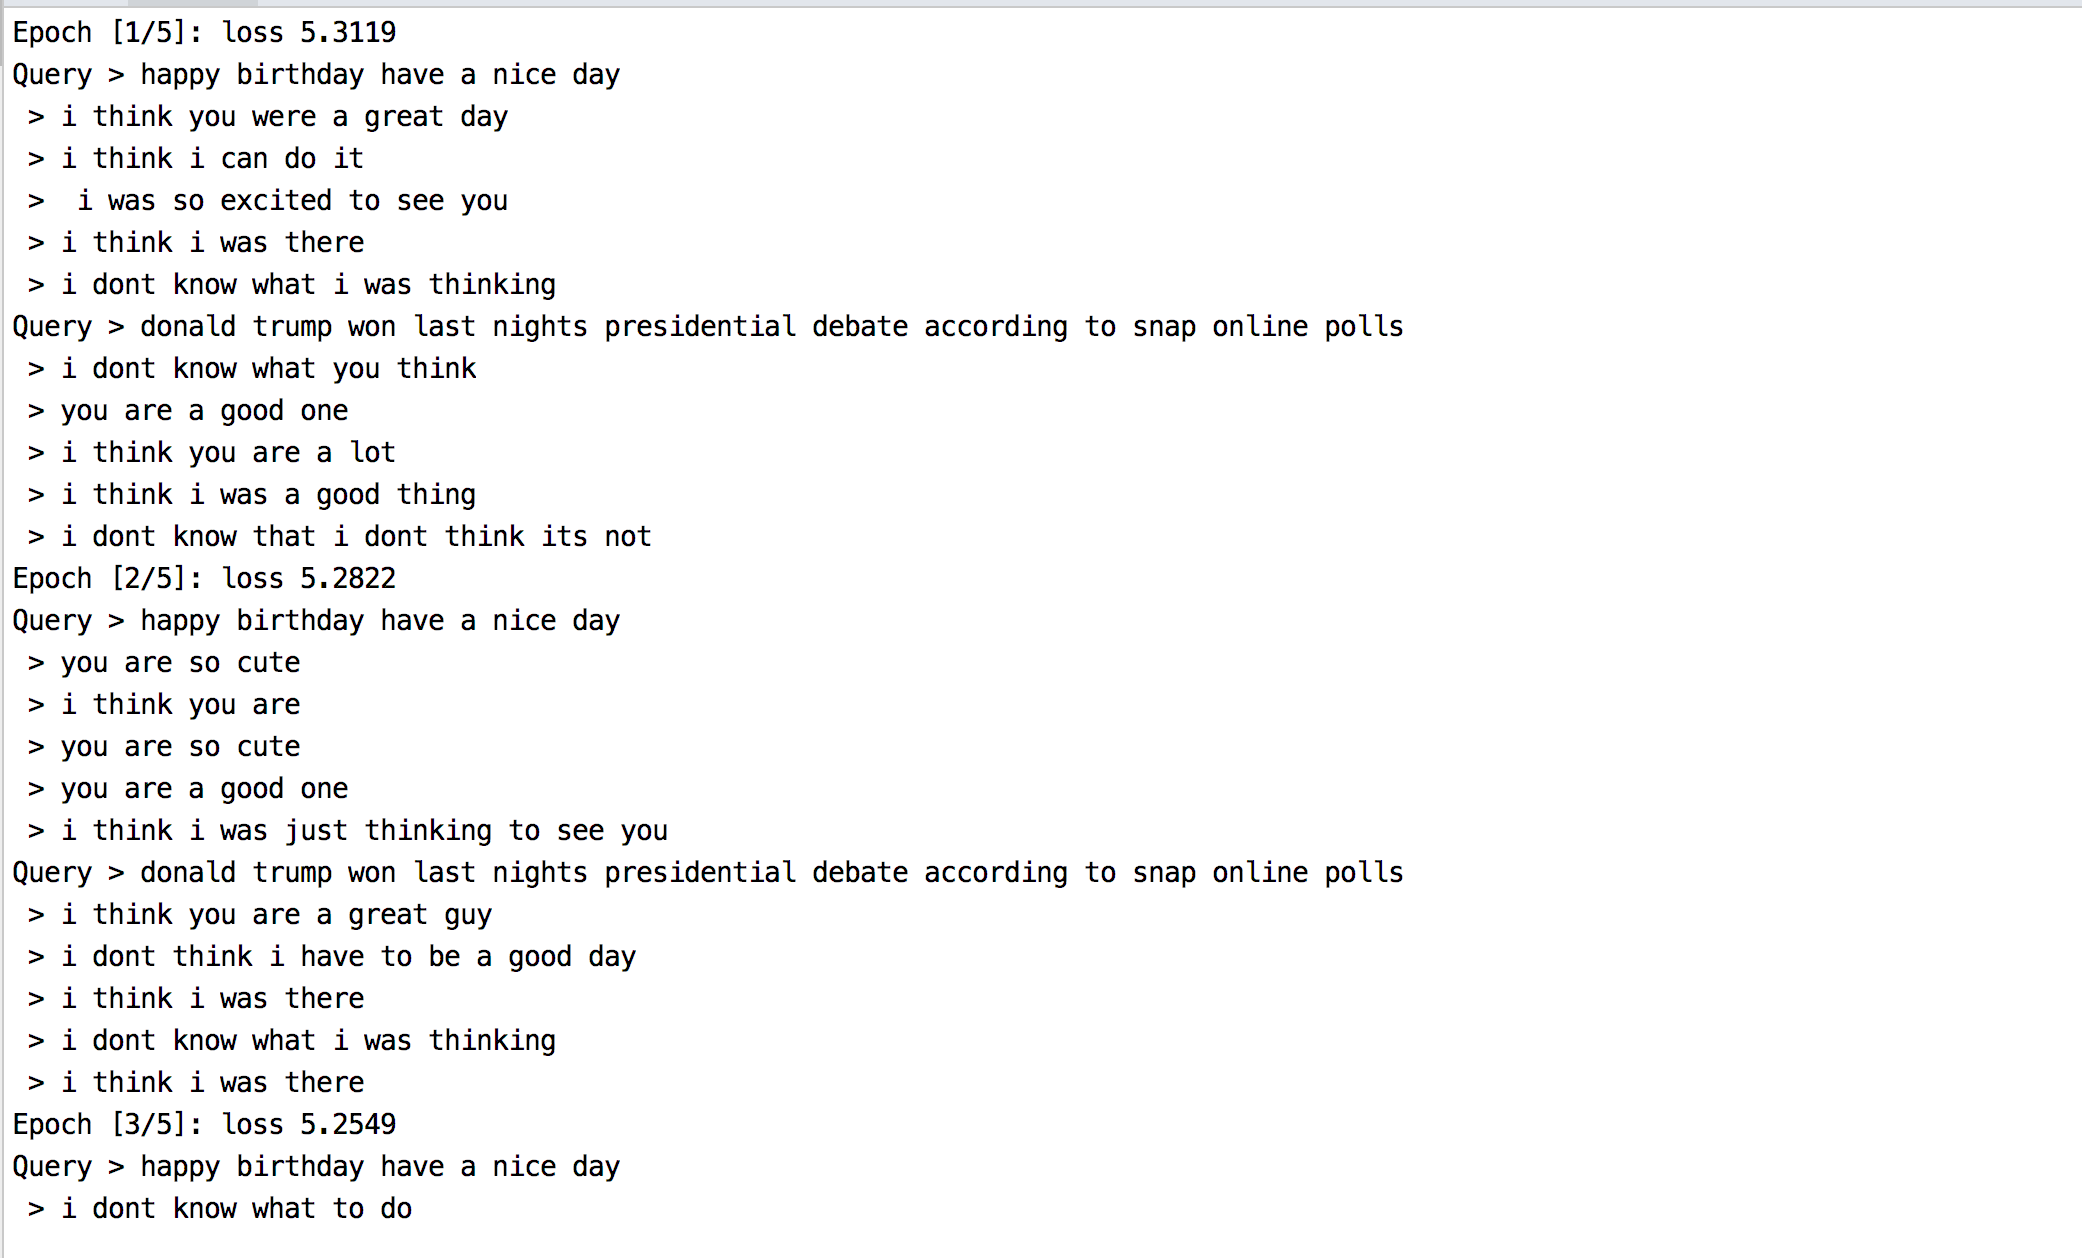 Epoch [1/5]: loss 5.3119
Query > happy birthday have a nice day
 > i think you were a great day
 > i think i can do it
 >  i was so excited to see you
 > i think i was there
 > i dont know what i was thinking
Query > donald trump won last nights presidential debate according to snap online polls
 > i dont know what you think
 > you are a good one
 > i think you are a lot
 > i think i was a good thing
 > i dont know that i dont think its not
Epoch [2/5]: loss 5.2822
Query > happy birthday have a nice day
 > you are so cute
 > i think you are
 > you are so cute
 > you are a good one
 > i think i was just thinking to see you
Query > donald trump won last nights presidential debate according to snap online polls
 > i think you are a great guy
 > i dont think i have to be a good day
 > i think i was there
 > i dont know what i was thinking
 > i think i was there
Epoch [3/5]: loss 5.2549
Query > happy birthday have a nice day
 > i dont know what to do